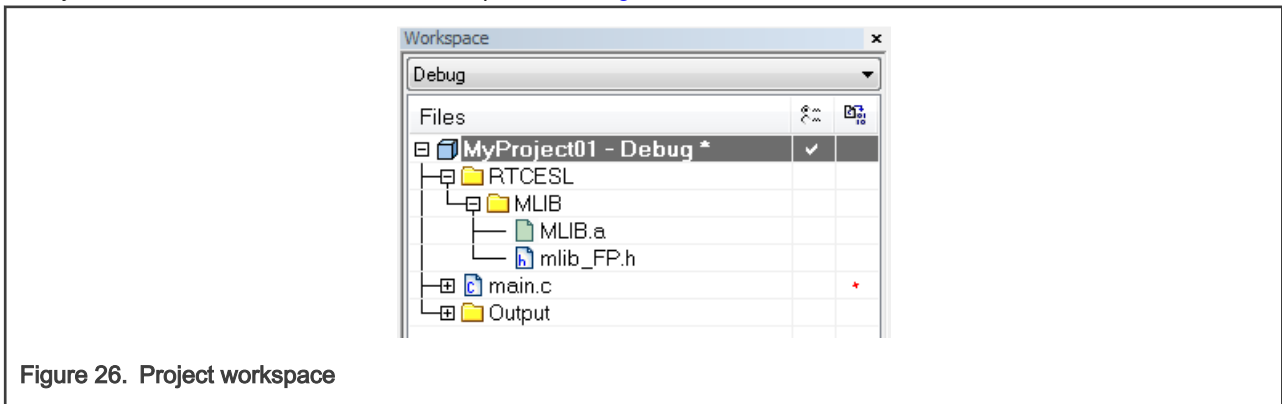 Workspace
Debug
Files
MyProject01 - Debug *
RTCESL
MLIB
MLIB.a
mlib_FP.h
main.c
Output
Figure 26. Project workspace